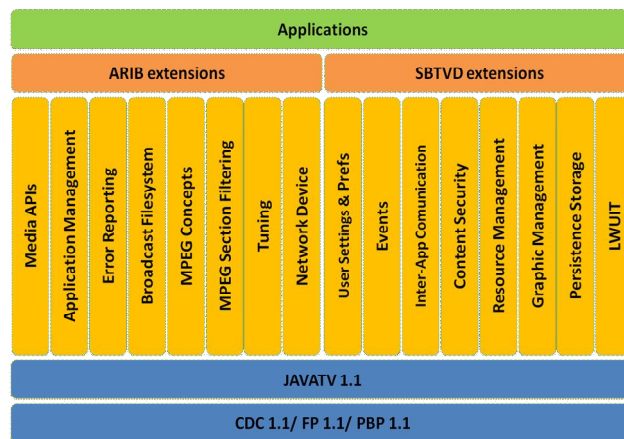 Applications
ARIB extensions
SBTVD extensions
Media APIs
Application Management
Error Reporting
Broadcast Filesystem
MPEG Concepts
MPEG Section Filtering
Tuning
Network Device
User Settings & Prefs
Events
Inter-App Comunication
Content Security
Resource Management
Graphic Management
Persistence Storage
LWUIT
JAVATV 1.1
CDC 1.1/ FP 1.1/ PBP 1.1